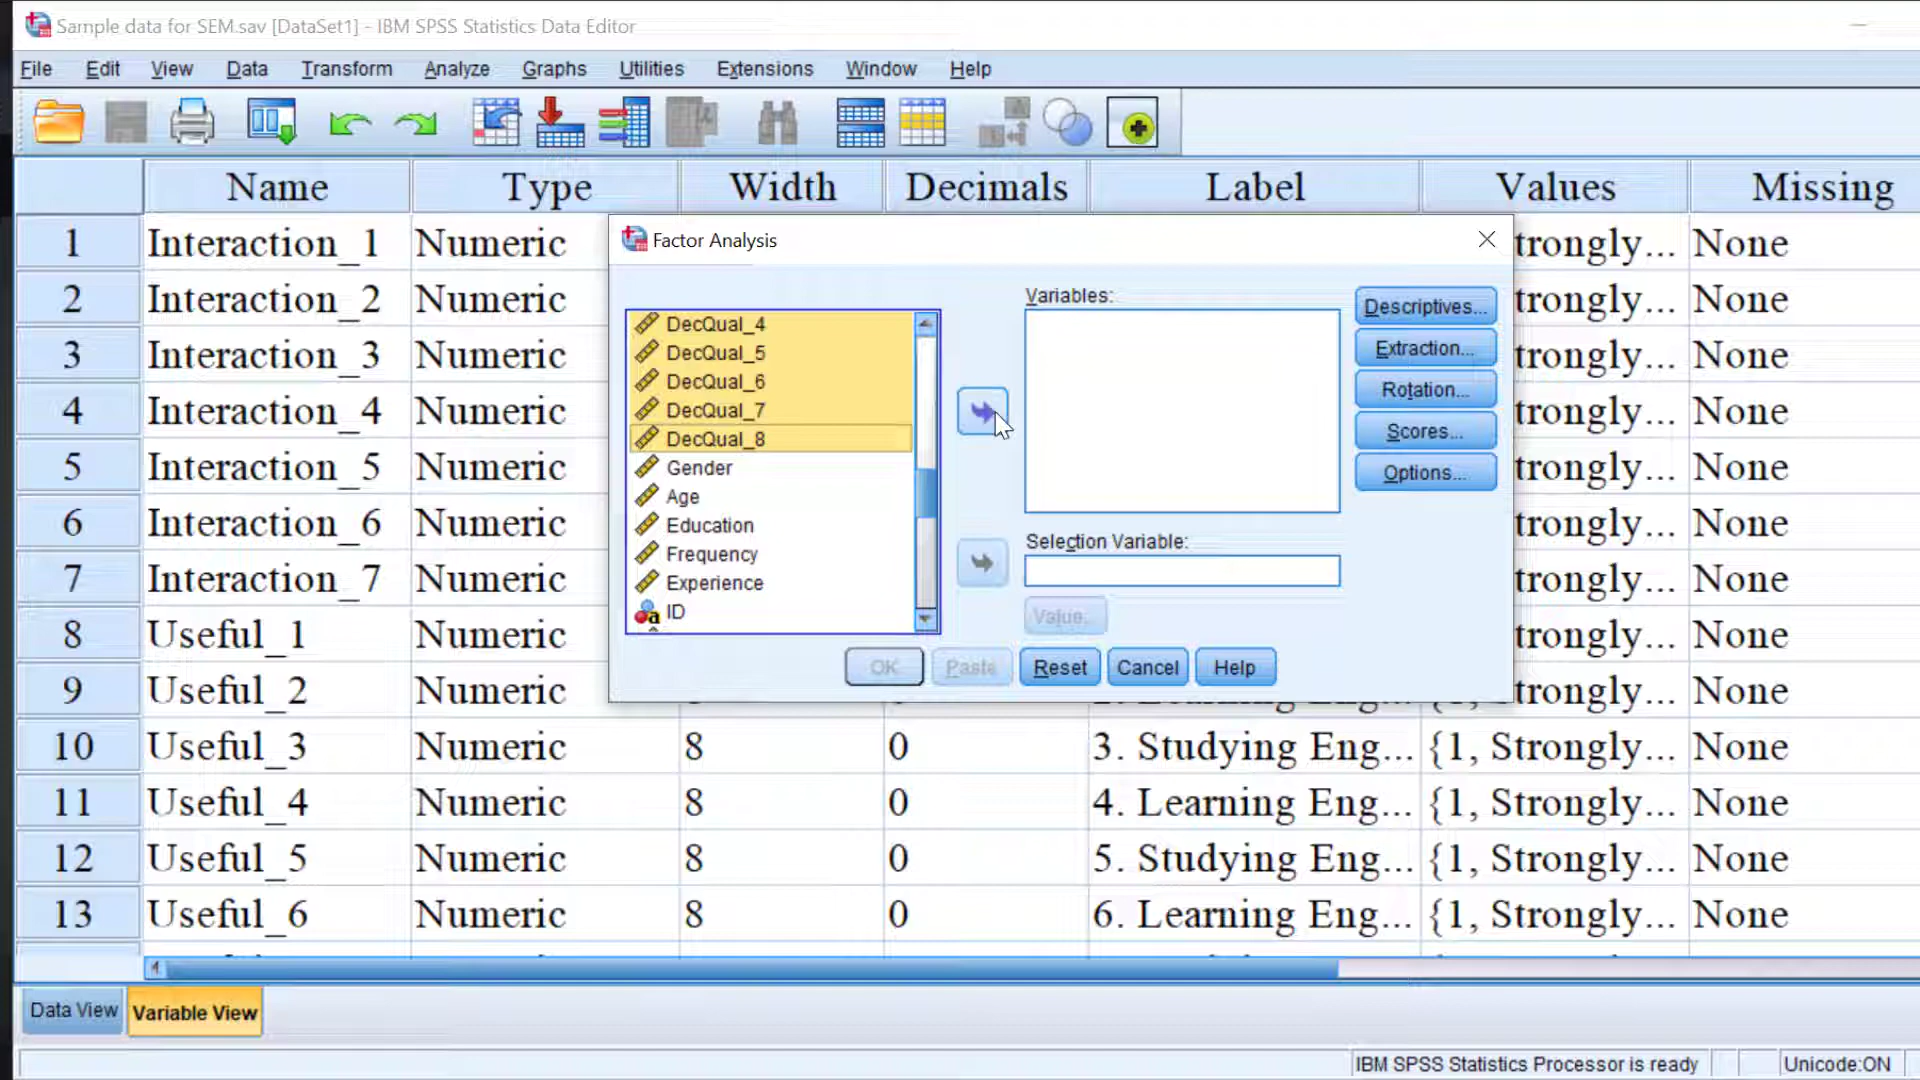 Sample data for SEM.sav [DataSet1] - IBM SPSS Statistics Data Editor
File Edit View Data Transform Analyze Graphs Utilities Extensions Window Help
Name Type Width Decimals Label Values Missing
1 Interaction_1 Numeric trongly... None
2 Interaction_2 Numeric trongly... None
3 Interaction_3 Numeric trongly... None
4 Interaction_4 Numeric trongly... None
5 Interaction_5 Numeric trongly... None
6 Interaction_6 Numeric trongly... None
7 Interaction_7 Numeric trongly... None
8 Useful_1 Numeric trongly... None
9 Useful_2 Numeric trongly... None
10 Useful_3 Numeric 8 0 3. Studying Eng... {1, Strongly... None
11 Useful_4 Numeric 8 0 4. Learning Eng... {1, Strongly... None
12 Useful_5 Numeric 8 0 5. Studying Eng... {1, Strongly... None
13 Useful_6 Numeric 8 0 6. Learning Eng... {1, Strongly... None
Factor Analysis
DecQual_4
DecQual_5
DecQual_6
DecQual_7
DecQual_8
Gender
Age
Education
Frequency
Experience
ID
Variables:
Selection Variable:
Value...
Descriptives...
Extraction...
Rotation...
Scores...
Options...
OK Paste Reset Cancel Help
Data View Variable View
IBM SPSS Statistics Processor is ready Unicode:ON